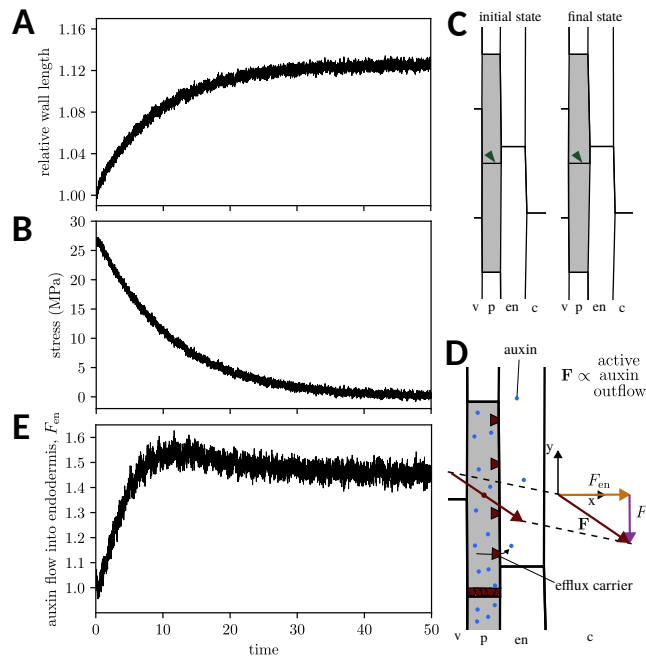 A
relative wall length
1.16
1.12
1.08
1.04
1.00
B
stress (MPa)
30
25
20
15
10
5
0
E
auxin flow into endodermis, F_en
1.6
1.5
1.4
1.3
1.2
1.1
1.0
0 10 20 30 40 50
time
C
initial state final state
v p en c v p en c
D
auxin
F ∝ active
auxin
outflow
y
F_en
x
F
F
efflux carrier
v p en c